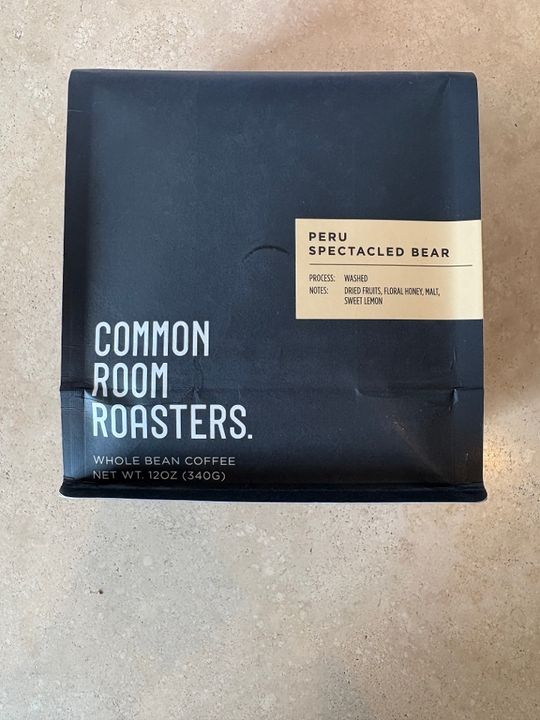 PERU
SPECTACLED BEAR
PROCESS: WASHED
NOTES: DRIED FRUITS, FLORAL HONEY, MALT,
SWEET LEMON
COMMON
ROOM
ROASTERS.
WHOLE BEAN COFFEE
NET WT. 12OZ (340G)